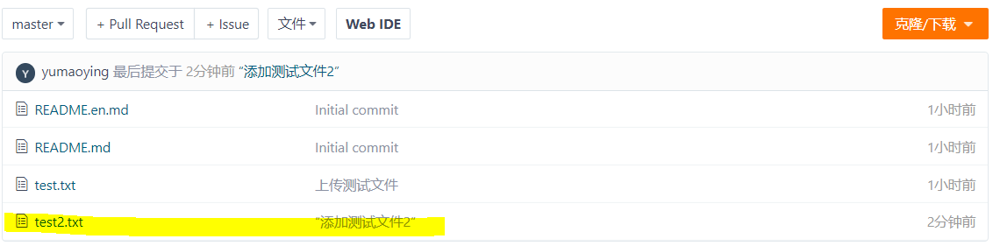 master + Pull Request + Issue 文件 Web IDE 克隆/下载
Y yumaoying 最后提交于 2分钟前 “添加测试文件2”
README.en.md Initial commit 1小时前
README.md Initial commit 1小时前
test.txt 上传测试文件 1小时前
test2.txt “添加测试文件2” 2分钟前